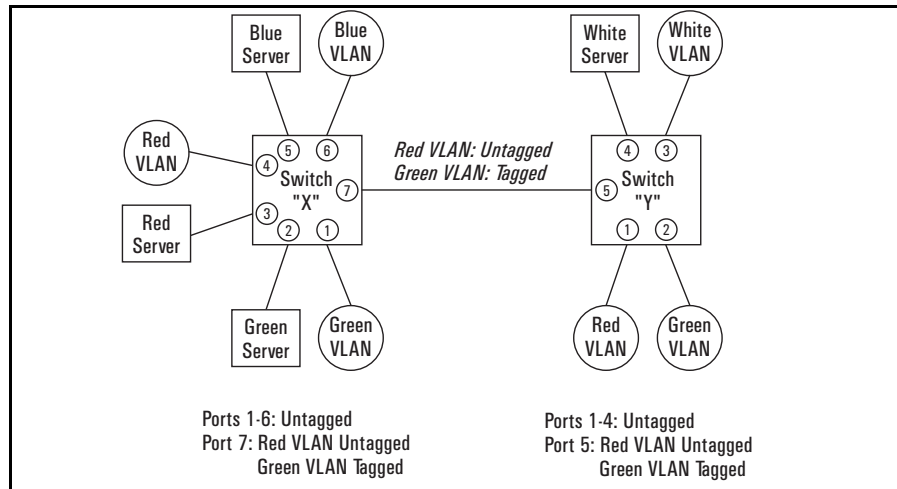 Blue
Server
Blue
VLAN
White
Server
White
VLAN
Red
VLAN
5
6
4
Switch
"X"
7
3
2
1
Red VLAN: Untagged
Green VLAN: Tagged
4
3
5
Switch
"Y"
1
2
Red
Server
Green
Server
Green
VLAN
Red
VLAN
Green
VLAN
Ports 1-6: Untagged
Port 7: Red VLAN Untagged
Green VLAN Tagged
Ports 1-4: Untagged
Port 5: Red VLAN Untagged
Green VLAN Tagged